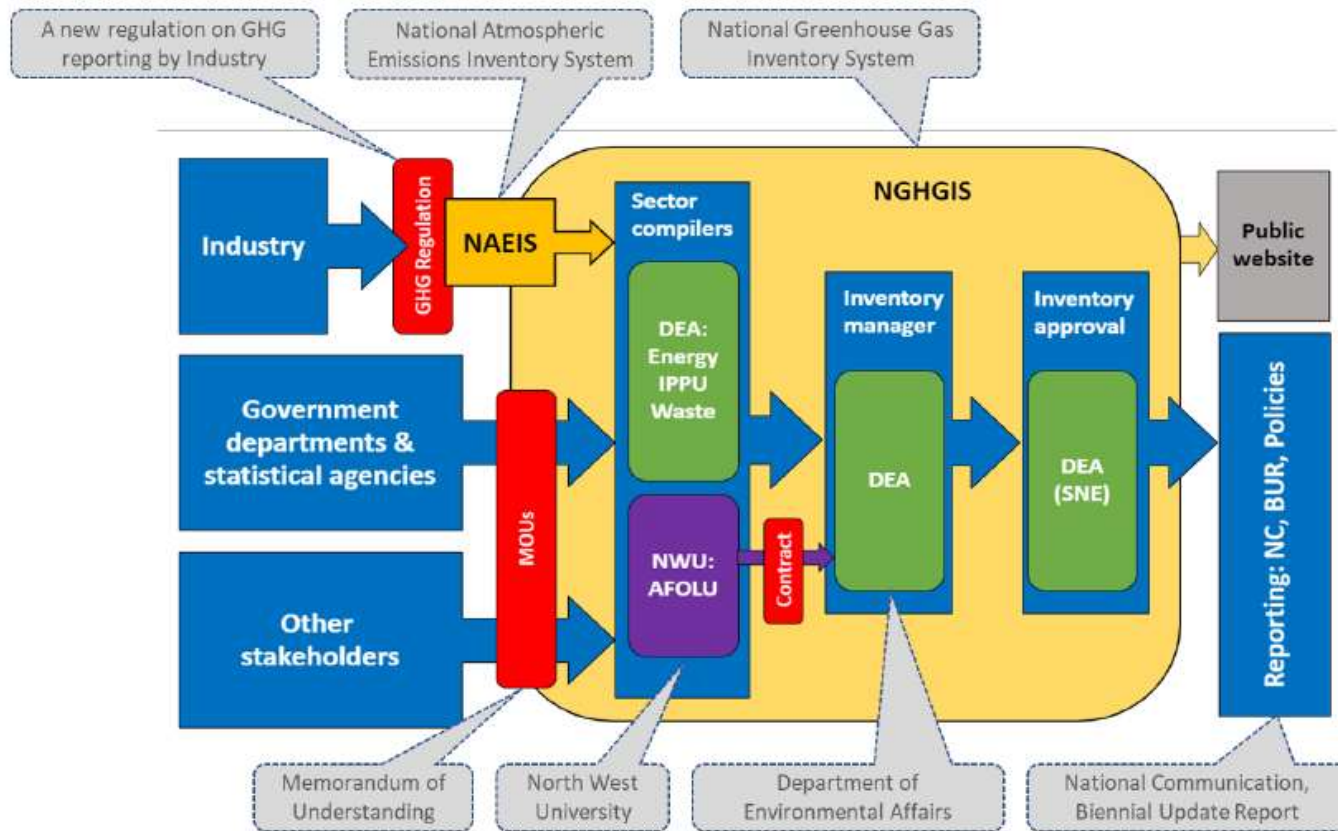 A new regulation on GHG
reporting by Industry
National Atmospheric
Emissions Inventory System
National Greenhouse Gas
Inventory System
Industry
GHG Regulation
NAEIS
Sector
compilers
NGHGIS
Public
website
DEA:
Energy
IPPU
Waste
Inventory
manager
Inventory
approval
Government
departments &
statistical agencies
MOUs
DEA
DEA
(SNE)
Reporting: NC, BUR, Policies
NWU:
AFOLU
Contract
Other
stakeholders
Memorandum of
Understanding
North West
University
Department of
Environmental Affairs
National Communication,
Biennial Update Report